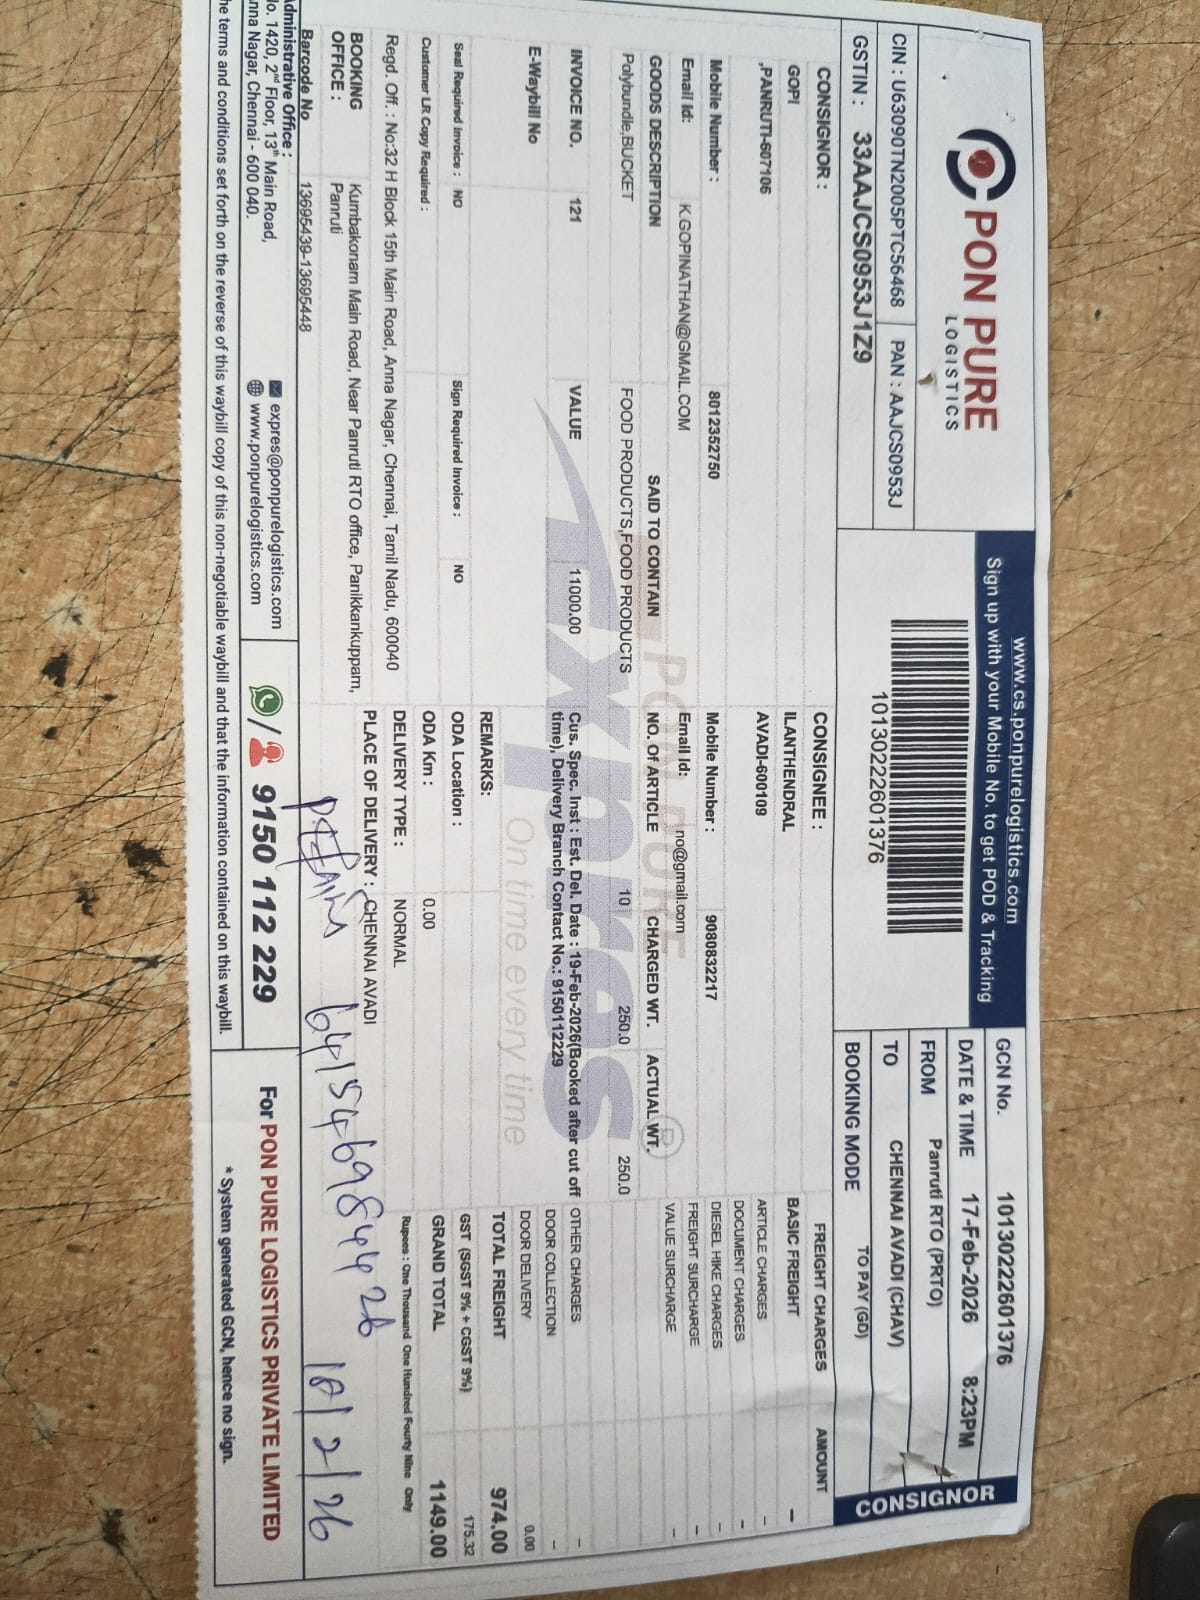 PON PURE
LOGISTICS
CIN : U63090TN2005PTC56468 PAN : AAJCS0953J
GSTIN : 33AAJCS0953J1Z9
www.cs.ponpurelogistics.com
Sign up with your Mobile No. to get POD & Tracking
1013022601376
GCN No. 1013022601376
DATE & TIME 17-Feb-2026 8:23PM
FROM Panruti RTO (PRTO)
TO CHENNAI AVADI (CHAV)
BOOKING MODE TO PAY (GD)
CONSIGNOR
CONSIGNOR :
GOPI
,PANRUTI-607106
Mobile Number : 8012352750
Email Id: K.GOPINATHAN@GMAIL.COM
CONSIGNEE :
ILANTHENDRAL
AVADI-600109
Mobile Number : 9080832217
Email Id: no@gmail.com
GOODS DESCRIPTION SAID TO CONTAIN NO. Of ARTICLE CHARGED WT. ACTUAL WT.
Polybundle,BUCKET FOOD PRODUCTS,FOOD PRODUCTS 10 250.0 250.0
INVOICE NO. 121 VALUE 11000.00
E-Waybill No
Cus. Spec. Inst : Est. Del. Date : 19-Feb-2026(Booked after cut off
time), Delivery Branch Contact No.: 9150112229
PON PURE
Xpres
On time every time
REMARKS:
Seal Required Invoice : NO Sign Required Invoice : NO
ODA Location :
Customer LR Copy Required :
ODA Km : 0.00
Regd. Off. : No:32 H Block 15th Main Road, Anna Nagar, Chennai, Tamil Nadu, 600040
DELIVERY TYPE : NORMAL
BOOKING OFFICE : Kumbakonam Main Road, Near Panruti RTO office, Panikkankuppam,
Panruti
PLACE OF DELIVERY : CHENNAI AVADI
Barcode No 13695439-13695448
FREIGHT CHARGES AMOUNT
BASIC FREIGHT –
ARTICLE CHARGES –
DOCUMENT CHARGES –
DIESEL HIKE CHARGES –
FREIGHT SURCHARGE –
VALUE SURCHARGE –
OTHER CHARGES –
DOOR COLLECTION –
DOOR DELIVERY 0.00
TOTAL FREIGHT 974.00
GST (SGST 9% + CGST 9%) 175.32
GRAND TOTAL 1149.00
Rupees : One Thousand One Hundred Fourty Nine Only
18/2/26
Administrative Office :
No. 1420, 2nd Floor, 13th Main Road,
nna Nagar, Chennai - 600 040.
expres@ponpurelogistics.com
www.ponpurelogistics.com
/ 9150 112 229
For PON PURE LOGISTICS PRIVATE LIMITED
he terms and conditions set forth on the reverse of this waybill copy of this non-negotiable waybill and that the information contained on this waybill.
* System generated GCN, hence no sign.